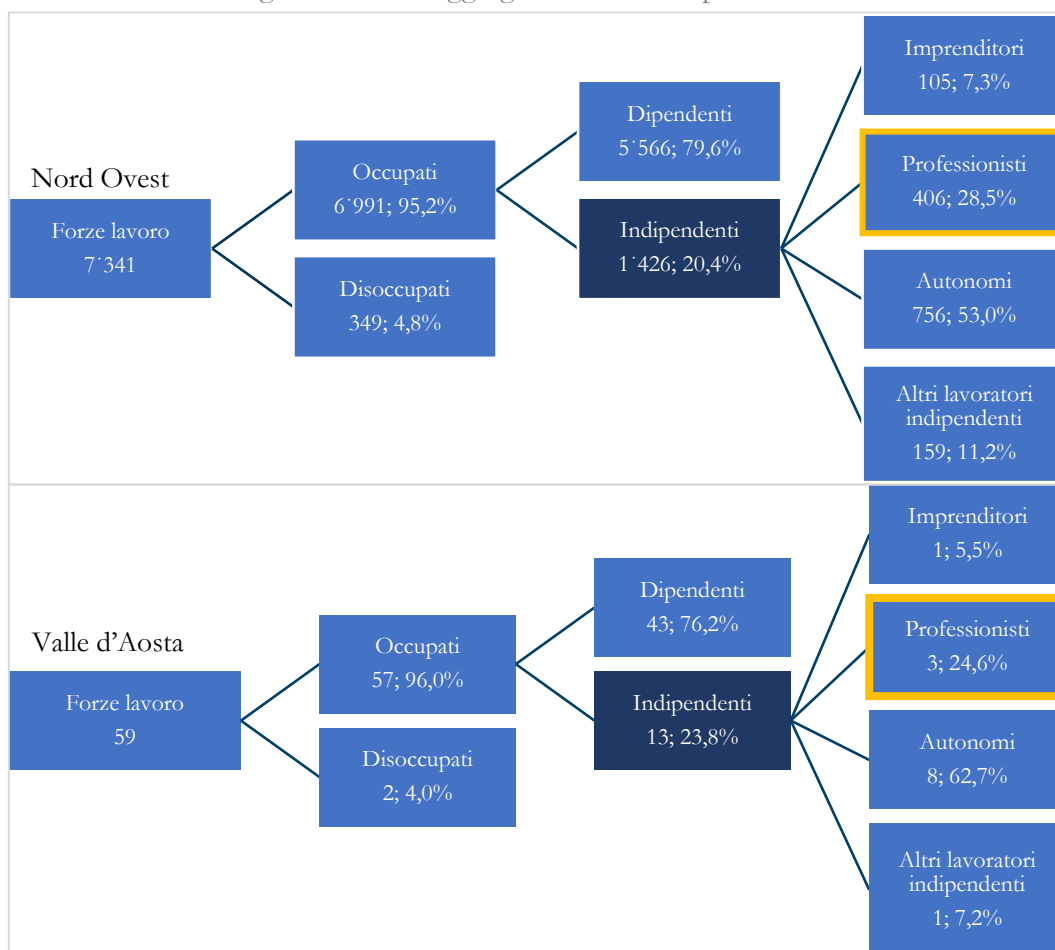 Nord Ovest
Forze lavoro
7˙341
Occupati
6˙991; 95,2%
Disoccupati
349; 4,8%
Dipendenti
5˙566; 79,6%
Indipendenti
1˙426; 20,4%
Imprenditori
105; 7,3%
Professionisti
406; 28,5%
Autonomi
756; 53,0%
Altri lavoratori
indipendenti
159; 11,2%
Valle d’Aosta
Forze lavoro
59
Occupati
57; 96,0%
Disoccupati
2; 4,0%
Dipendenti
43; 76,2%
Indipendenti
13; 23,8%
Imprenditori
1; 5,5%
Professionisti
3; 24,6%
Autonomi
8; 62,7%
Altri lavoratori
indipendenti
1; 7,2%